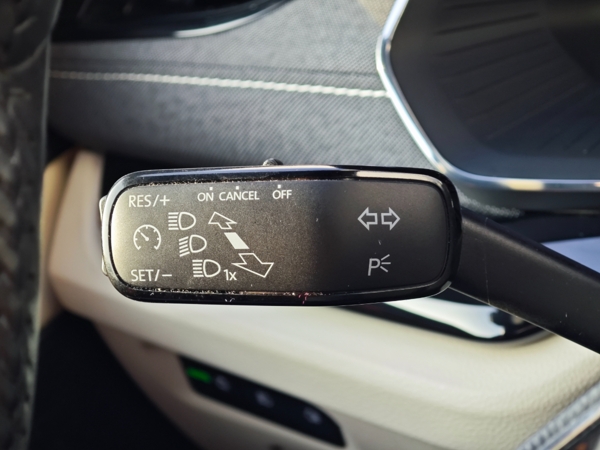 RES/+ ON CANCEL OFF
SET/− 1x P